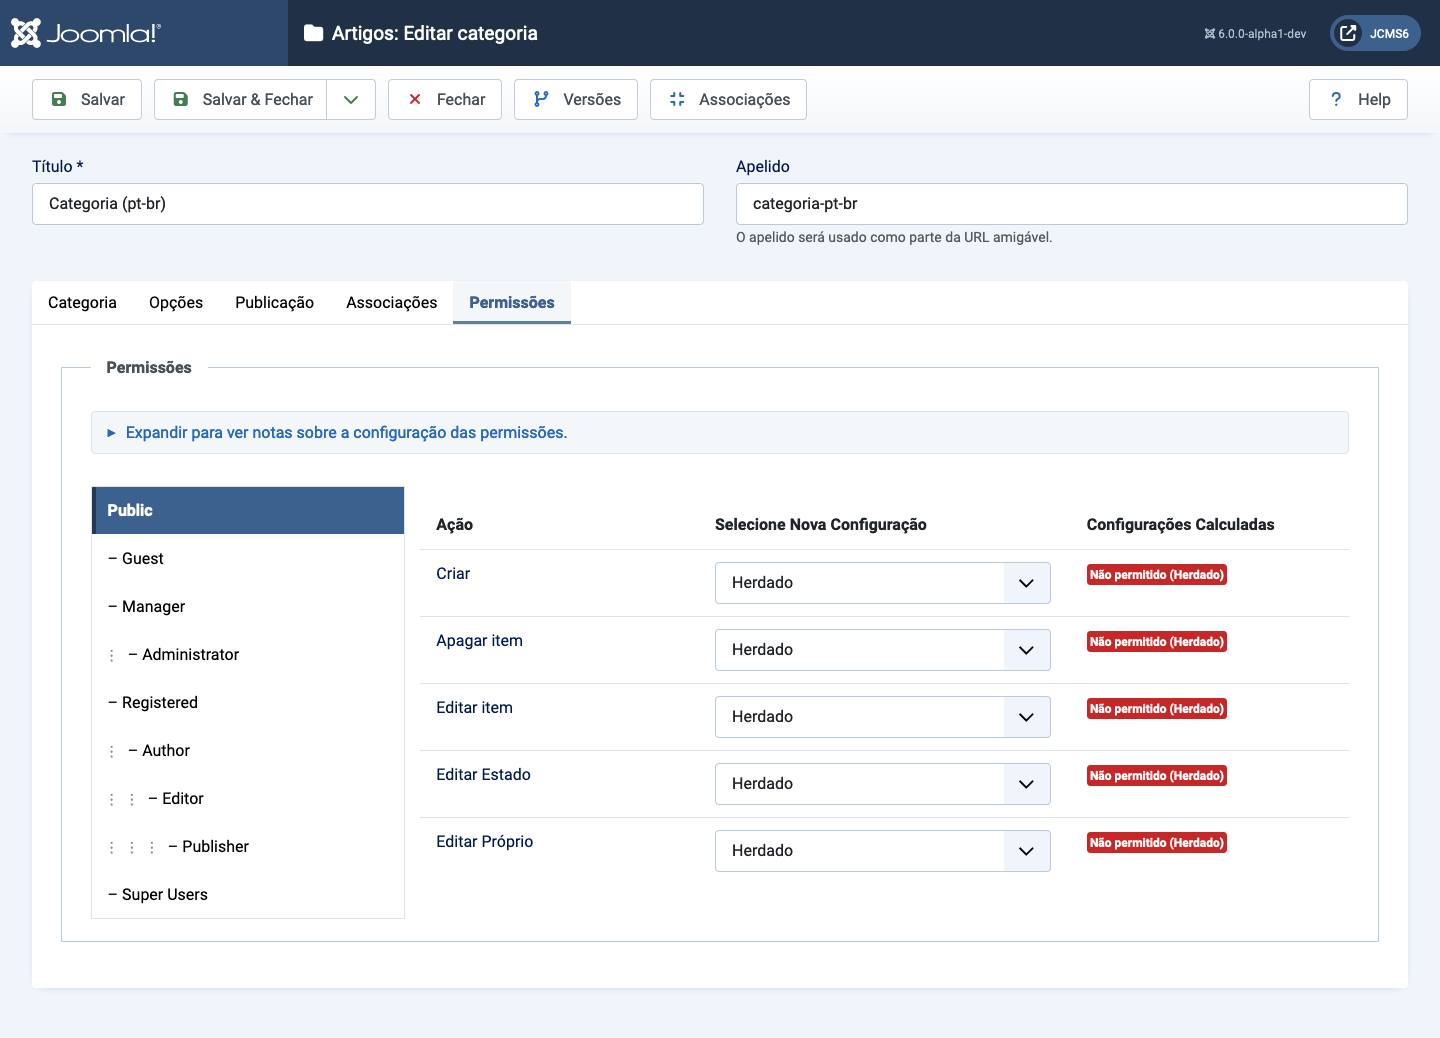 Joomla!®
Artigos: Editar categoria
6.0.0-alpha1-dev
JCMS6
Salvar
Salvar & Fechar
Fechar
Versões
Associações
? Help
Título *
Apelido
Categoria (pt-br)
categoria-pt-br
O apelido será usado como parte da URL amigável.
Categoria
Opções
Publicação
Associações
Permissões
Permissões
Expandir para ver notas sobre a configuração das permissões.
Public
– Guest
– Manager
– Administrator
– Registered
– Author
– Editor
– Publisher
– Super Users
Ação Selecione Nova Configuração Configurações Calculadas
Criar Herdado Não permitido (Herdado)
Apagar item Herdado Não permitido (Herdado)
Editar item Herdado Não permitido (Herdado)
Editar Estado Herdado Não permitido (Herdado)
Editar Próprio Herdado Não permitido (Herdado)